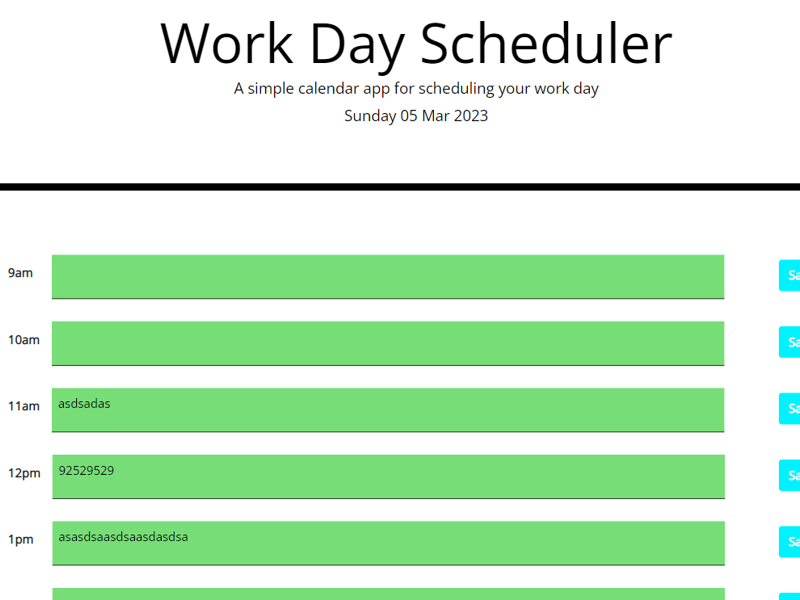 Work Day Scheduler
A simple calendar app for scheduling your work day
Sunday 05 Mar 2023
9am
Sa
10am
Sa
11am asdsadas
Sa
12pm 92529529
Sa
1pm asasdsaasdsaasdasdsa
Sa